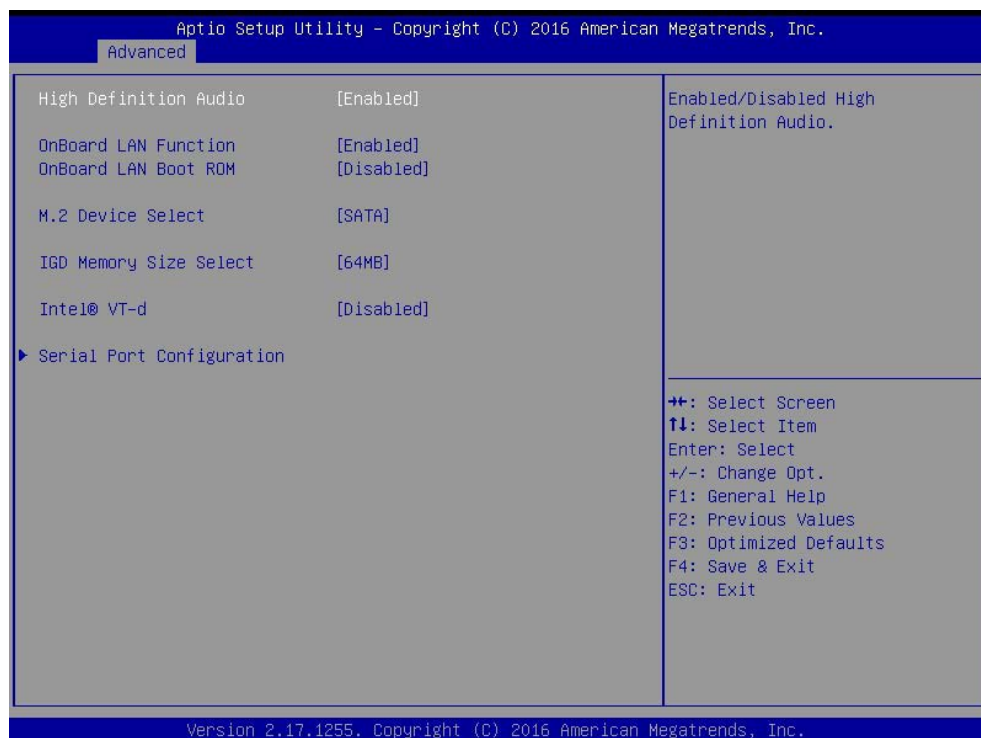 Aptio Setup Utility – Copyright (C) 2016 American Megatrends, Inc.
Advanced
High Definition Audio [Enabled]
OnBoard LAN Function [Enabled]
OnBoard LAN Boot ROM [Disabled]
M.2 Device Select [SATA]
IGD Memory Size Select [64MB]
Intel® VT-d [Disabled]
▶ Serial Port Configuration
Enabled/Disabled High
Definition Audio.
→←: Select Screen
↑↓: Select Item
Enter: Select
+/-: Change Opt.
F1: General Help
F2: Previous Values
F3: Optimized Defaults
F4: Save & Exit
ESC: Exit
Version 2.17.1255. Copyright (C) 2016 American Megatrends, Inc.